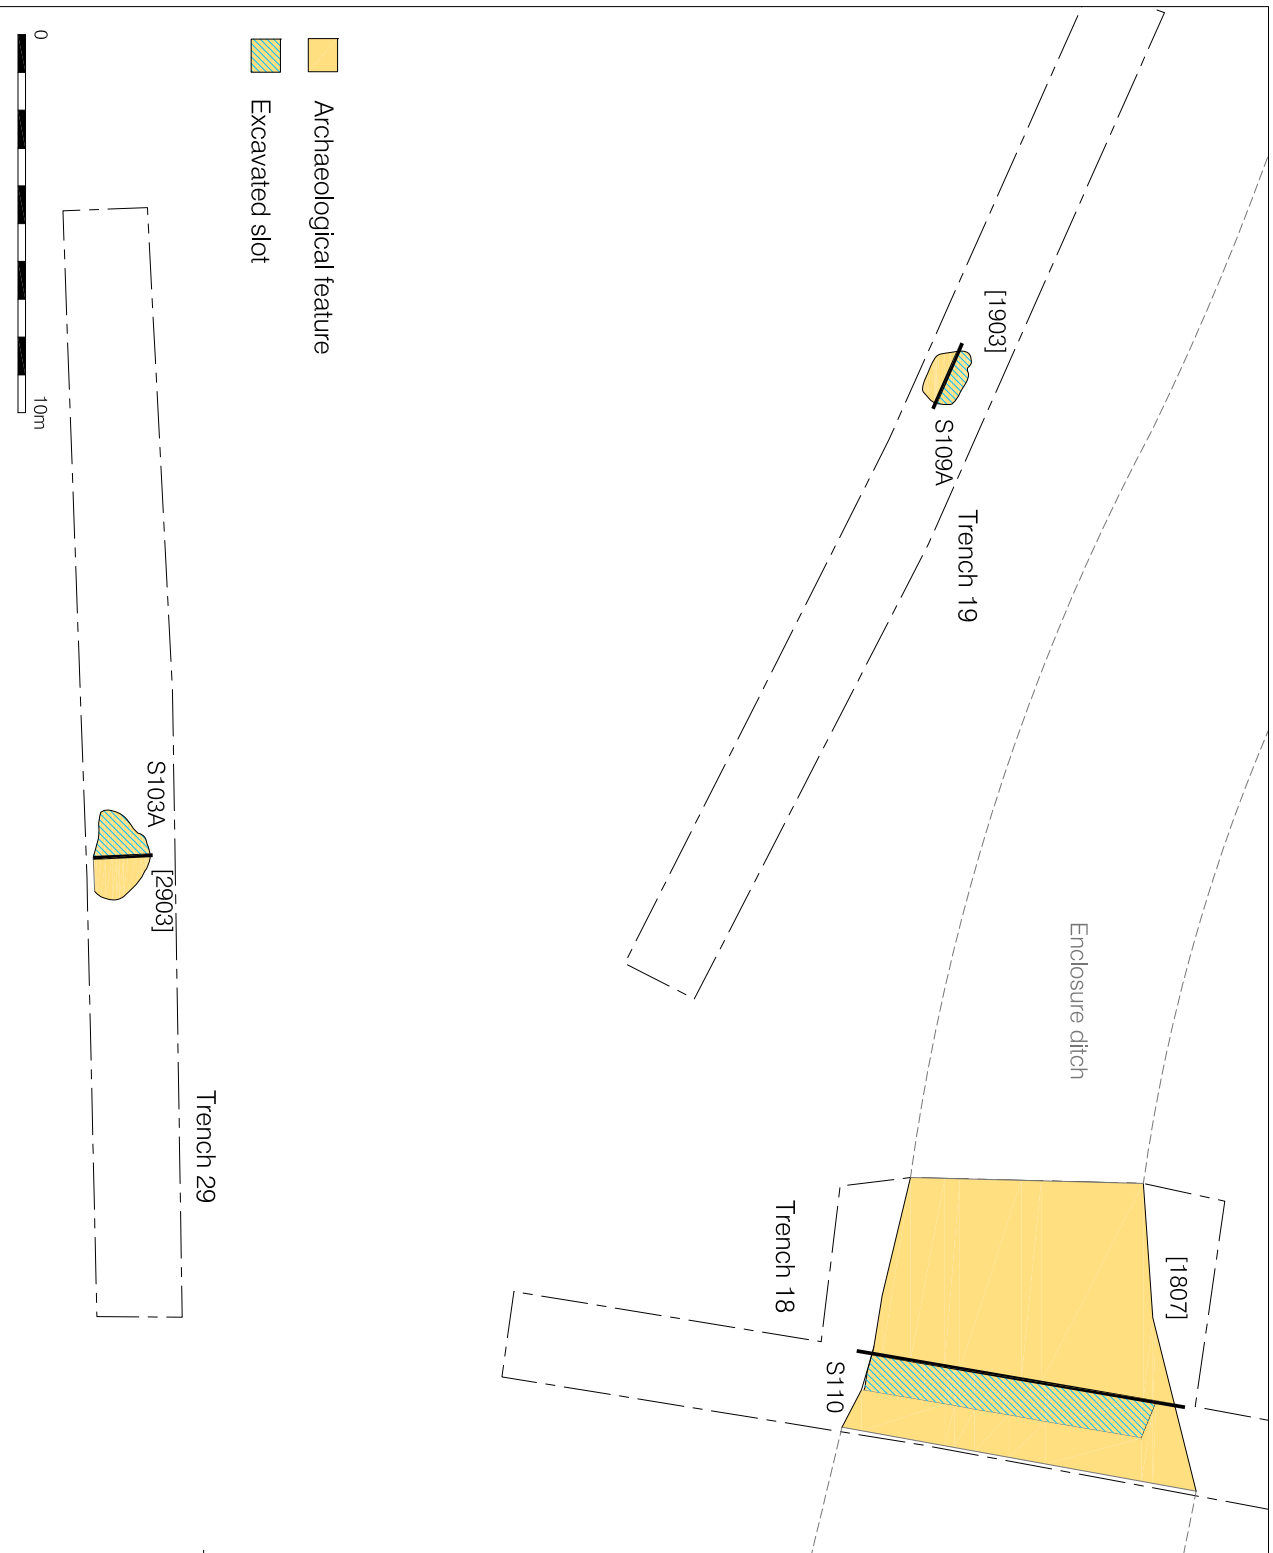 [1903]
S109A
Trench 19
Enclosure ditch
[1807]
Trench 18
S110
Archaeological feature
Excavated slot
S103A
[2903]
Trench 29
0
10m